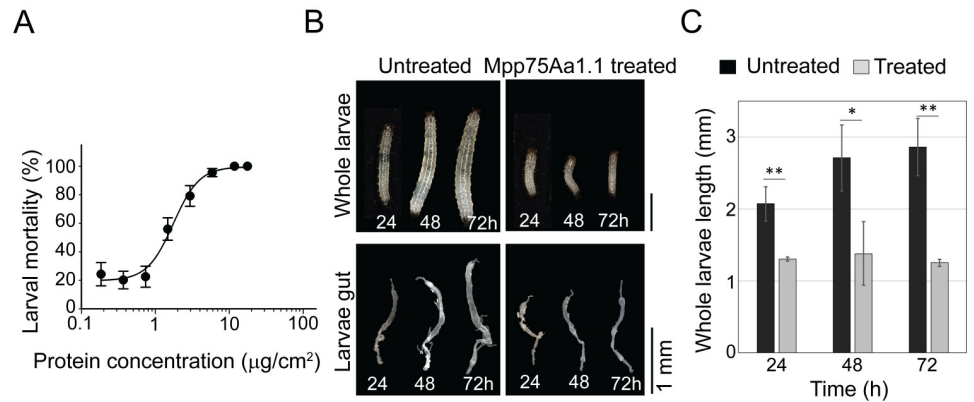 A
Larval mortality (%)
100
80
60
40
20
0
0.1
1
10
100
Protein concentration (μg/cm²)
B
Untreated
Mpp75Aa1.1 treated
Whole larvae
24
48
72h
24
48
72h
Larvae gut
24
48
72h
24
48
72h
1 mm
C
Untreated
Treated
Whole larvae length (mm)
3
2
1
0
**
*
**
24
48
72
Time (h)